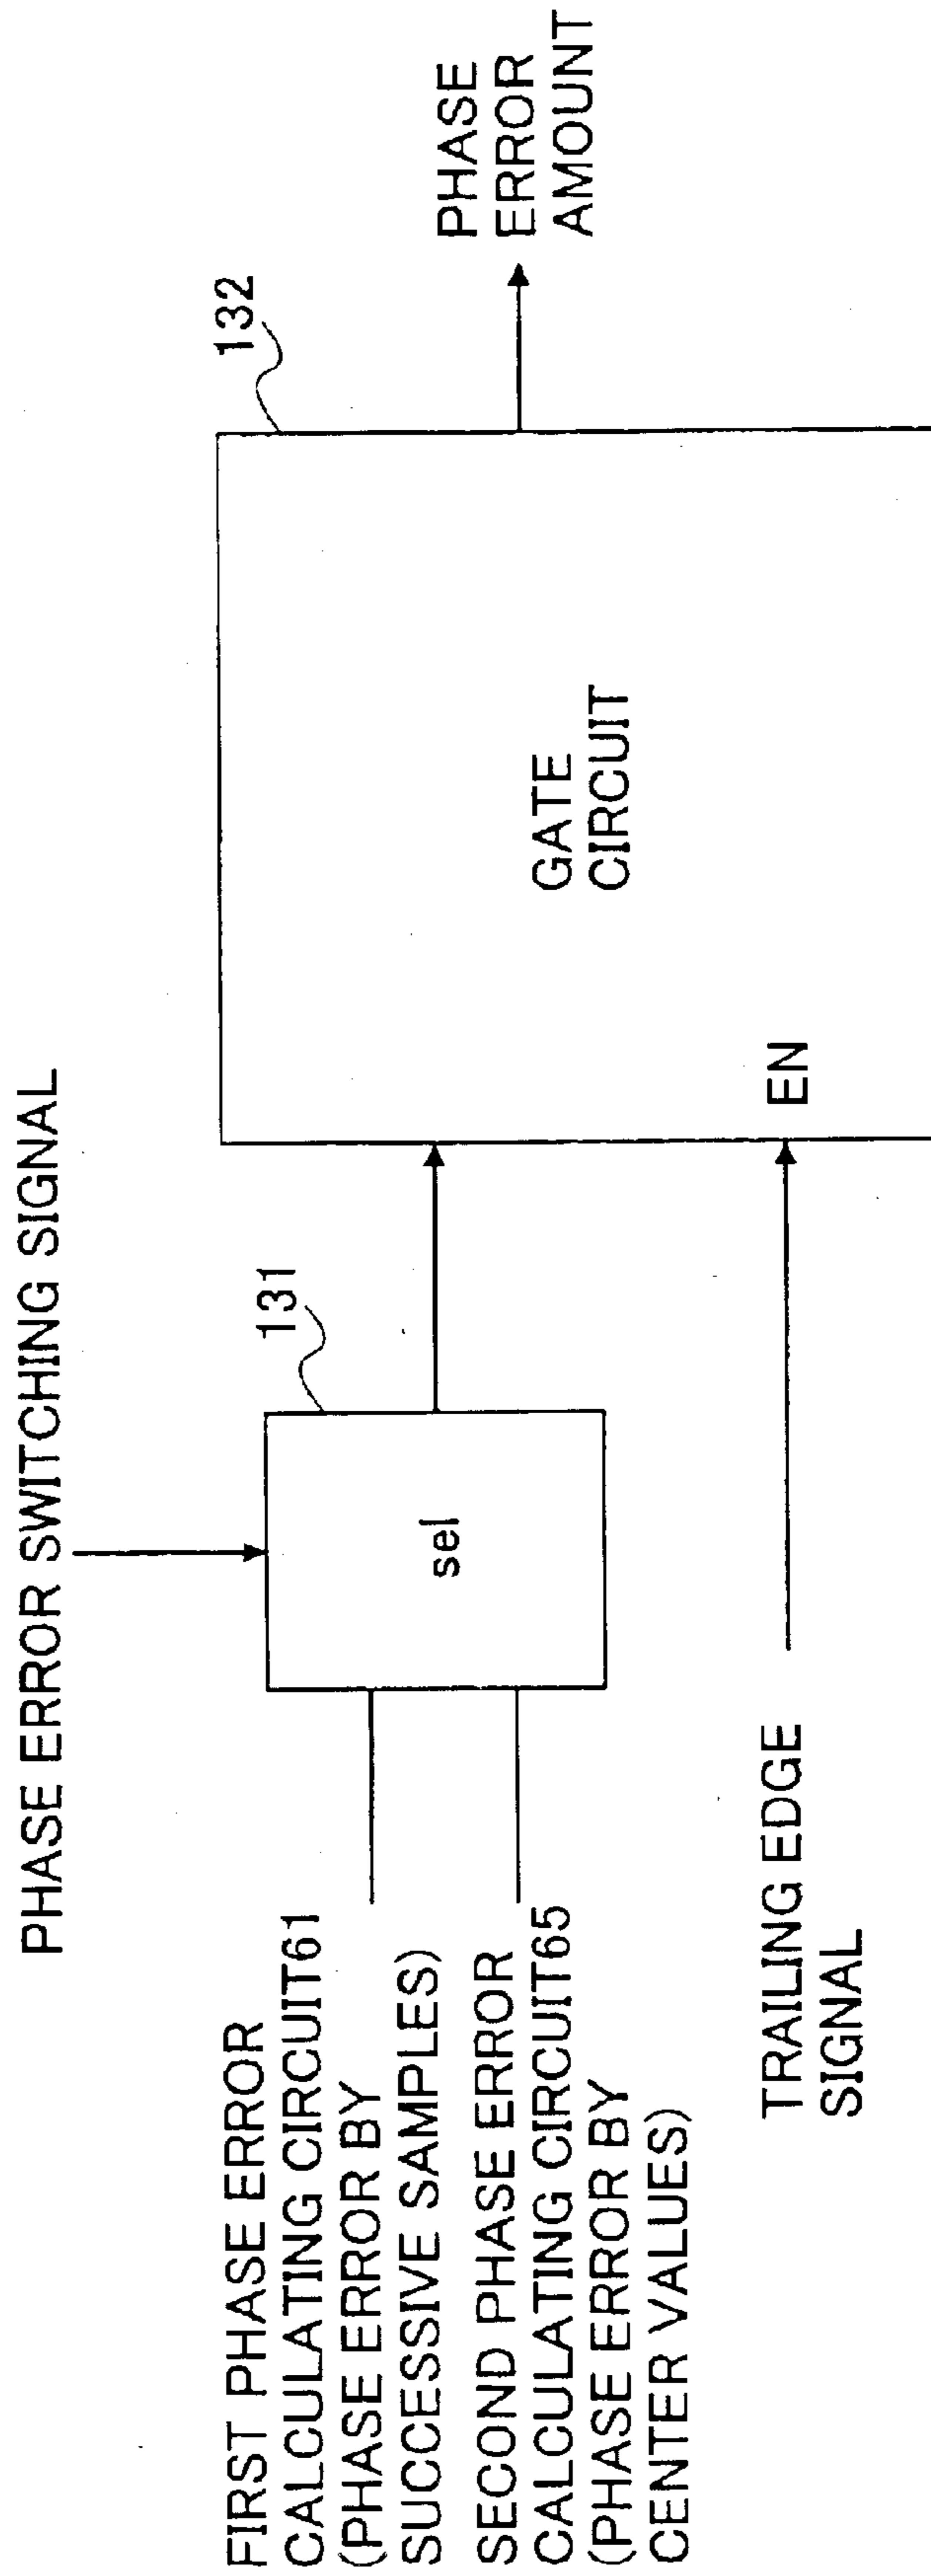 PHASE ERROR SWITCHING SIGNAL
FIRST PHASE ERROR
CALCULATING CIRCUIT61
(PHASE ERROR BY
SUCCESSIVE SAMPLES)
SECOND PHASE ERROR
CALCULATING CIRCUIT65
(PHASE ERROR BY
CENTER VALUES)
TRAILING EDGE
SIGNAL
131
sel
132
GATE
CIRCUIT
EN
PHASE
ERROR
AMOUNT